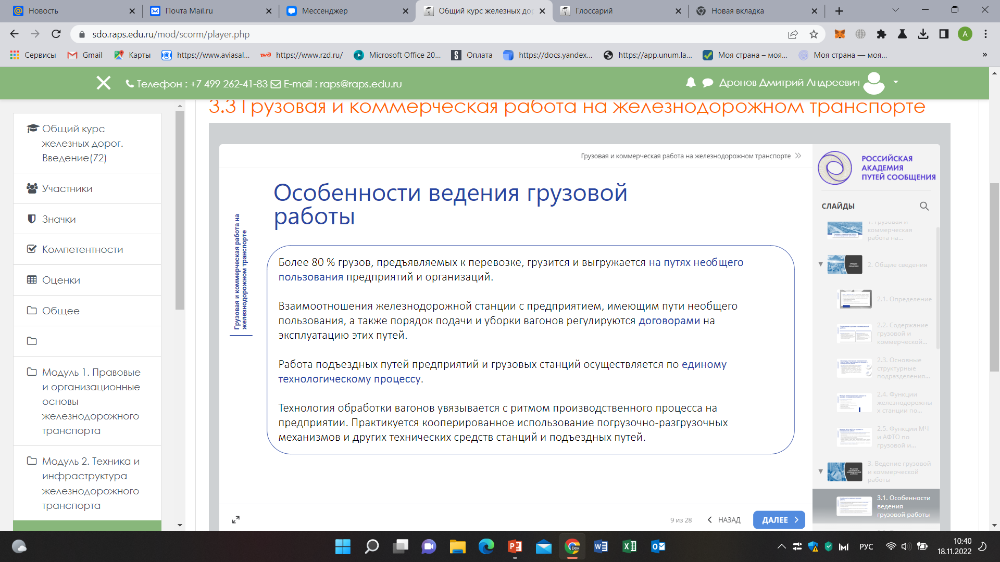 Новость
Почта Mail.ru
Мессенджер
Общий курс железных дор
Глоссарий
Новая вкладка
sdo.raps.edu.ru/mod/scorm/player.php
A
Сервисы
Gmail
Карты
https://www.aviasal...
https://www.rzd.ru/
Microsoft Office 20...
Оплата
https://docs.yandex...
https://app.unum.la...
Моя страна – моя...
Моя страна — моя...
»
Телефон : +7 499 262-41-83 E-mail : raps@raps.edu.ru
Дронов Дмитрий Андреевич
3.3 Грузовая и коммерческая работа на железнодорожном транспорте
Общий курс
железных дорог.
Введение(72)
Участники
Значки
Компетентности
Оценки
Общее
Модуль 1. Правовые
и организационные
основы
железнодорожного
транспорта
Модуль 2. Техника и
инфраструктура
железнодорожного
транспорта
Грузовая и коммерческая работа на железнодорожном транспорте
Грузовая и коммерческая работа на
железнодорожном транспорте
Особенности ведения грузовой
работы
Более 80 % грузов, предъявляемых к перевозке, грузится и выгружается на путях необщего
пользования предприятий и организаций.
Взаимоотношения железнодорожной станции с предприятием, имеющим пути необщего
пользования, а также порядок подачи и уборки вагонов регулируются договорами на
эксплуатацию этих путей.
Работа подъездных путей предприятий и грузовых станций осуществляется по единому
технологическому процессу.
Технология обработки вагонов увязывается с ритмом производственного процесса на
предприятии. Практикуется кооперированное использование погрузочно-разгрузочных
механизмов и других технических средств станций и подъездных путей.
9 из 28
НАЗАД
ДАЛЕЕ
РОССИЙСКАЯ
АКАДЕМИЯ
ПУТЕЙ СООБЩЕНИЯ
СЛАЙДЫ
1. Грузовая и
коммерческая
работа на...
2. Общие сведения
2.1. Определение
2.2. Содержание
грузовой и
коммерческой...
2.3. Основные
структурные
подразделения...
2.4. Функции
железнодорожны
х станции по...
2.5. Функции МЧ
и АФТО по
грузовой и...
3. Ведение грузовой
и коммерческой
работы
3.1. Особенности
ведения
грузовой работы
РУС
10:40
18.11.2022